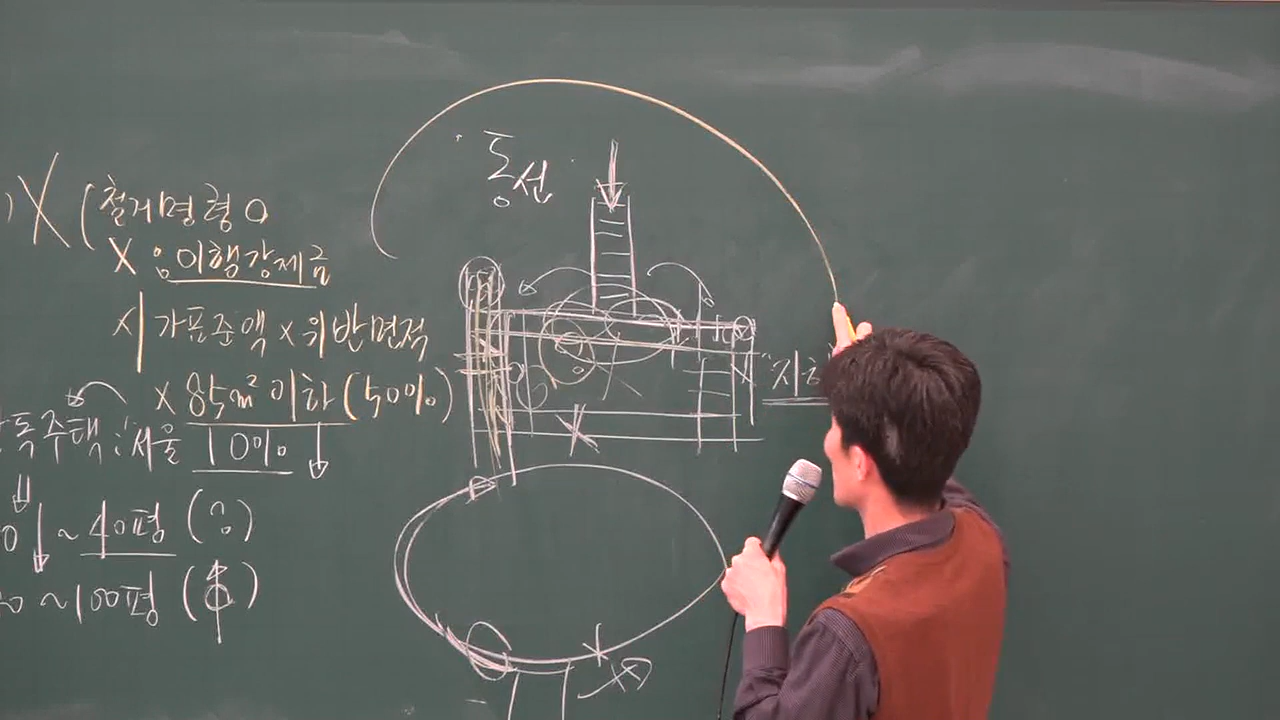 동선
X (철거명령 O
X 이행강제금
시가표준액 x 위반면적
x 85㎡ 이하 (50%)
독주택 : 서울 10%
~ 40평 (
~ 100평 (
"지하